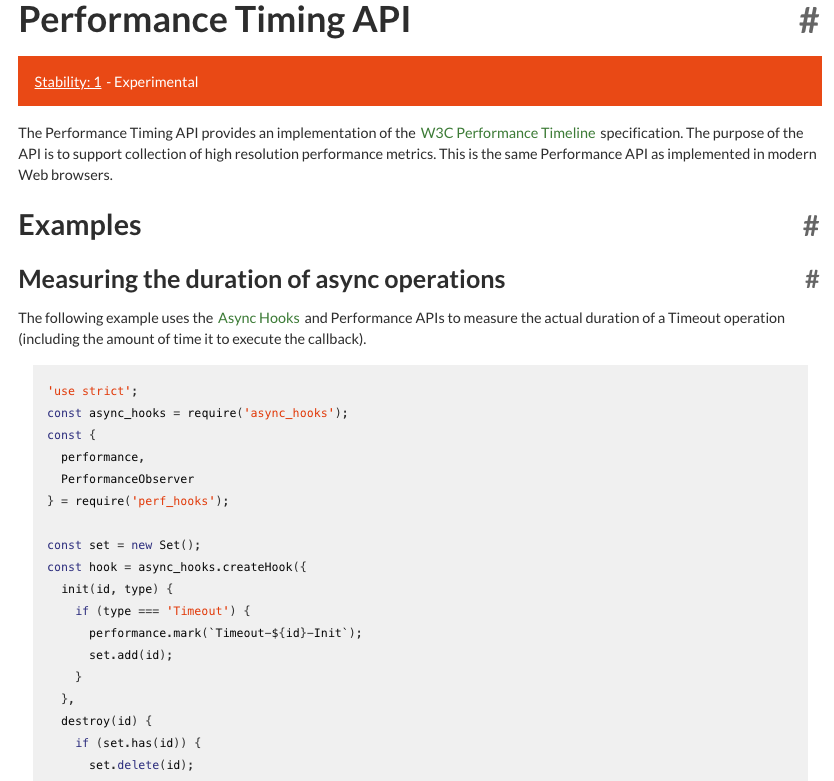 Performance Timing API #
Stability: 1 - Experimental
The Performance Timing API provides an implementation of the W3C Performance Timeline specification. The purpose of the
API is to support collection of high resolution performance metrics. This is the same Performance API as implemented in modern
Web browsers.
Examples #
Measuring the duration of async operations #
The following example uses the Async Hooks and Performance APIs to measure the actual duration of a Timeout operation
(including the amount of time it to execute the callback).
'use strict';
const async_hooks = require('async_hooks');
const {
  performance,
  PerformanceObserver
} = require('perf_hooks');
const set = new Set();
const hook = async_hooks.createHook({
  init(id, type) {
    if (type === 'Timeout') {
      performance.mark(`Timeout-${id}-Init`);
      set.add(id);
    }
  },
  destroy(id) {
    if (set.has(id)) {
      set.delete(id);